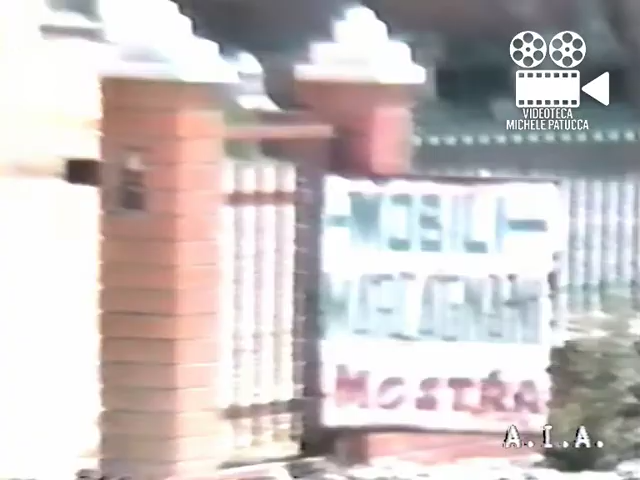 VIDEOTECA
MICHELE PATUCCA
-MOBILI-
MOSTRA
A.I.A.